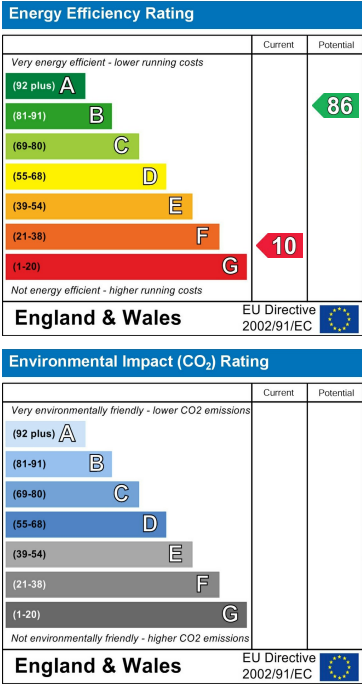 Energy Efficiency Rating
Current Potential
Very energy efficient - lower running costs
(92 plus) A
(81-91) B
86
(69-80) C
(55-68) D
(39-54) E
(21-38) F
10
(1-20) G
Not energy efficient - higher running costs
England & Wales
EU Directive
2002/91/EC
Environmental Impact (CO₂) Rating
Current Potential
Very environmentally friendly - lower CO2 emissions
(92 plus) A
(81-91) B
(69-80) C
(55-68) D
(39-54) E
(21-38) F
(1-20) G
Not environmentally friendly - higher CO2 emissions
England & Wales
EU Directive
2002/91/EC